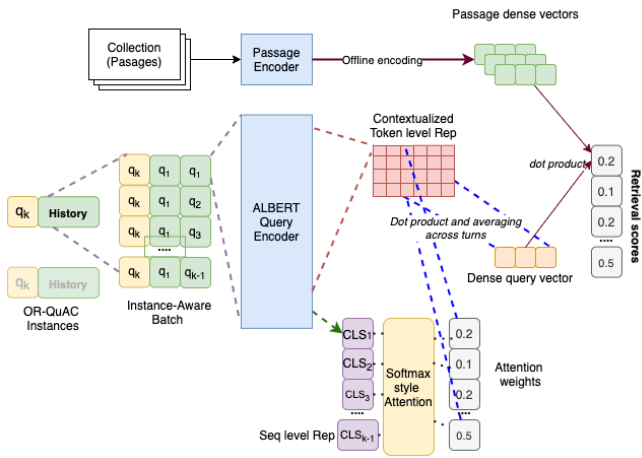 Passage dense vectors
Collection
(Pasages)
Passage
Encoder
Offline encoding
Contextualized
Token level Rep
dot product
0.2
0.1
0.2
....
0.5
Retrieval scores
qk
History
qk
History
OR-QuAC
Instances
qk q1 q1
qk q1 q2
qk q1 q3
....
qk q1 qk-1
Instance-Aware
Batch
ALBERT
Query
Encoder
Dot product and averaging
across turns
Dense query vector
CLS1
CLS2
CLS3
....
CLSk-1
Seq level Rep
Softmax
style
Attention
0.2
0.1
0.2
....
0.5
Attention
weights